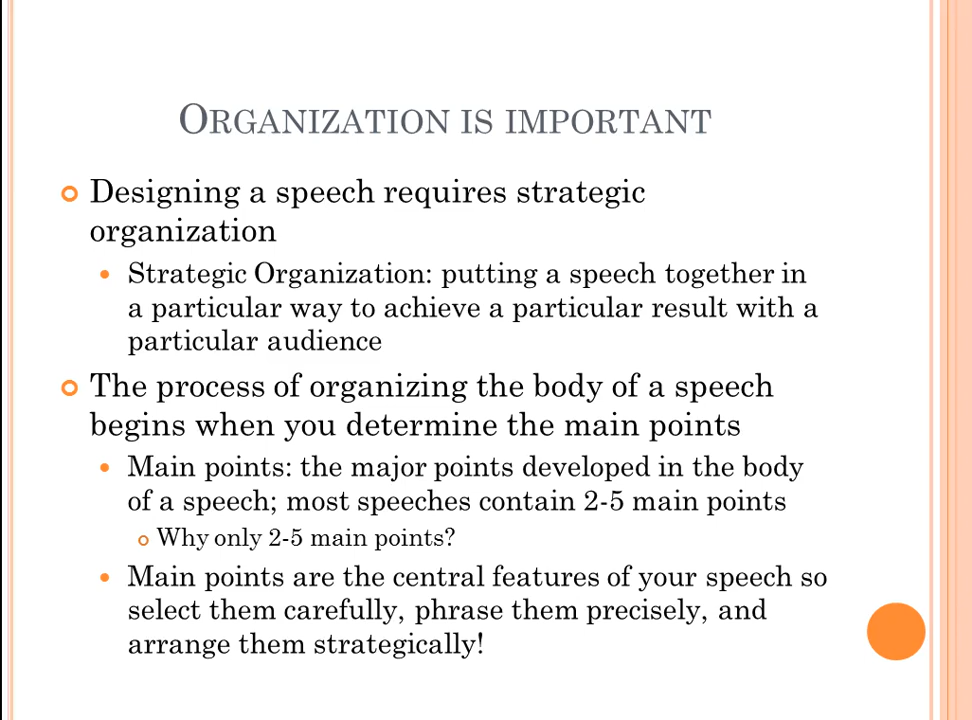 ORGANIZATION IS IMPORTANT
Designing a speech requires strategic
organization
Strategic Organization: putting a speech together in
a particular way to achieve a particular result with a
particular audience
The process of organizing the body of a speech
begins when you determine the main points
Main points: the major points developed in the body
of a speech; most speeches contain 2-5 main points
Why only 2-5 main points?
Main points are the central features of your speech so
select them carefully, phrase them precisely, and
arrange them strategically!